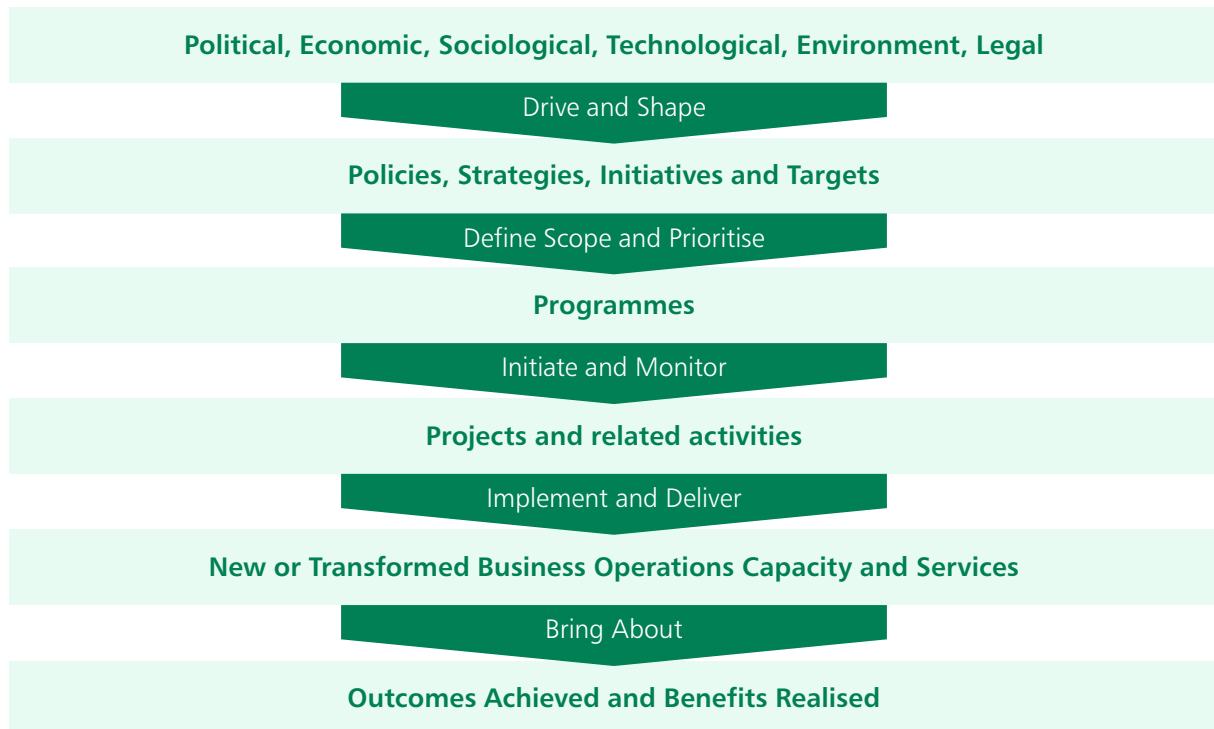 Political, Economic, Sociological, Technological, Environment, Legal
Drive and Shape
Policies, Strategies, Initiatives and Targets
Define Scope and Prioritise
Programmes
Initiate and Monitor
Projects and related activities
Implement and Deliver
New or Transformed Business Operations Capacity and Services
Bring About
Outcomes Achieved and Benefits Realised